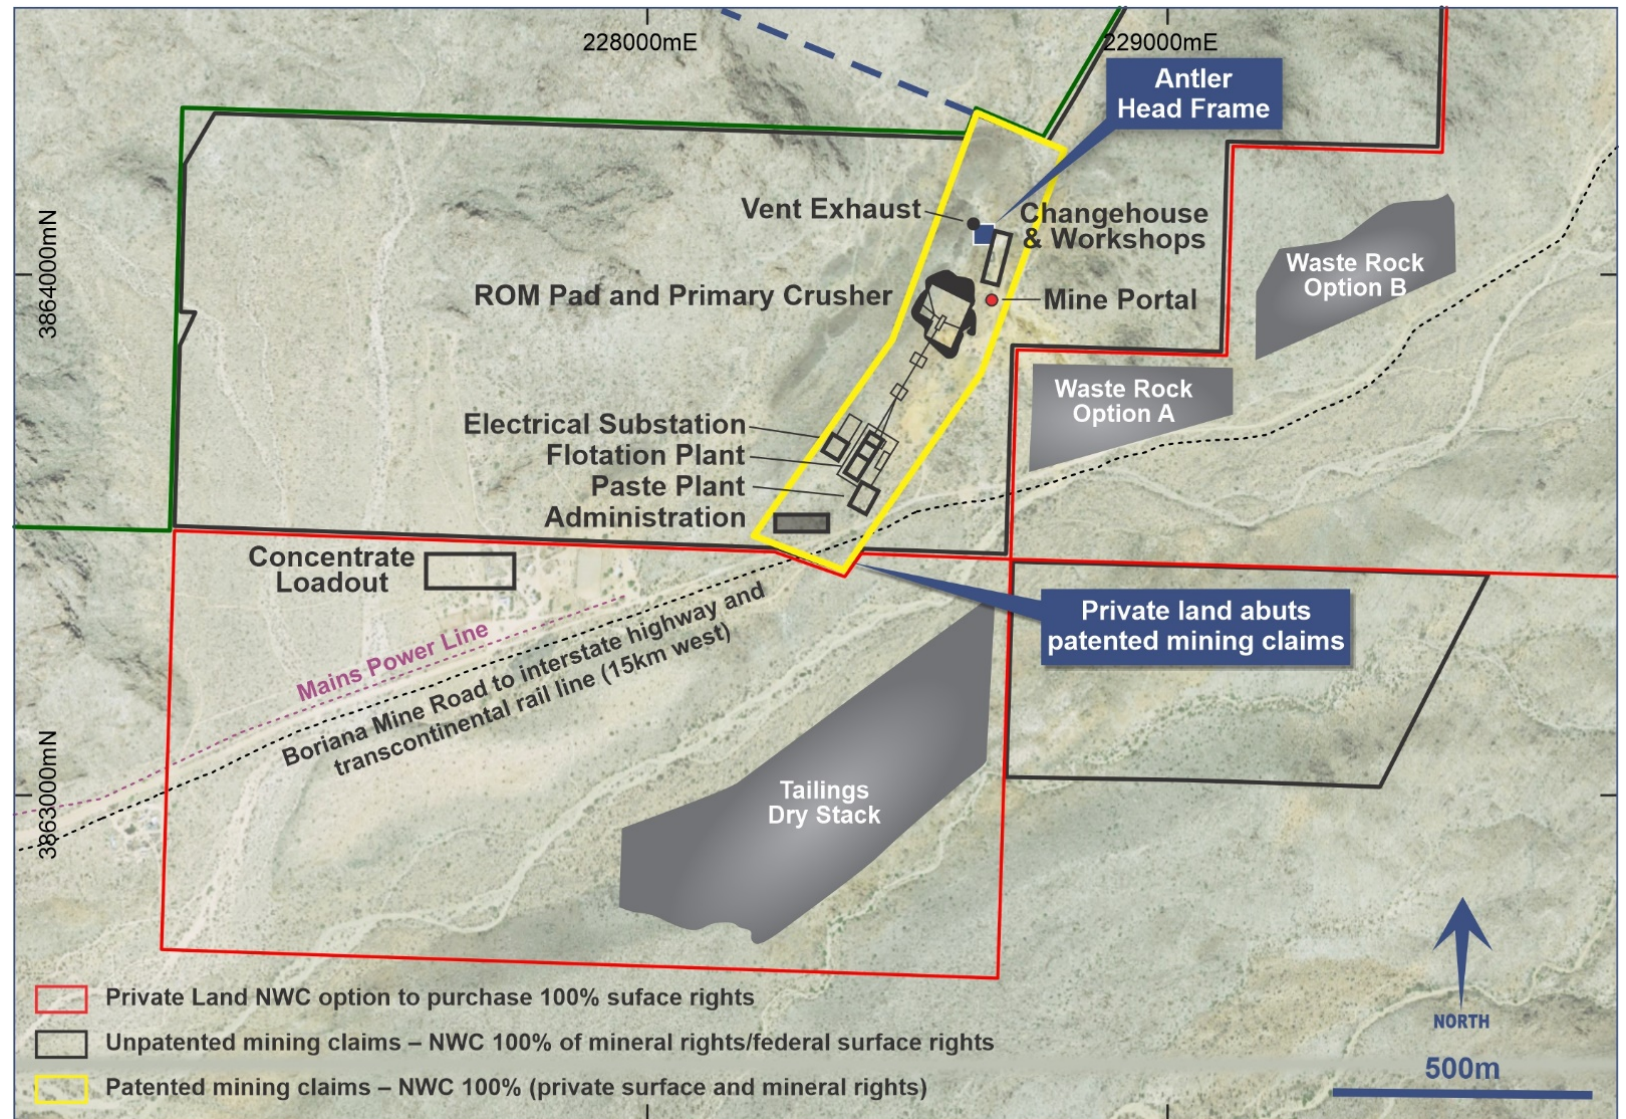 228000mE
229000mE
Antler
Head Frame
3864000mN
Vent Exhaust
Changehouse
& Workshops
Waste Rock
Option B
ROM Pad and Primary Crusher
Mine Portal
Waste Rock
Option A
Electrical Substation
Flotation Plant
Paste Plant
Administration
Concentrate
Loadout
Private land abuts
patented mining claims
Mains Power Line
Boriana Mine Road to interstate highway and
transcontinental rail line (15km west)
3863000mN
Tailings
Dry Stack
Private Land NWC option to purchase 100% suface rights
Unpatented mining claims – NWC 100% of mineral rights/federal surface rights
Patented mining claims – NWC 100% (private surface and mineral rights)
NORTH
500m